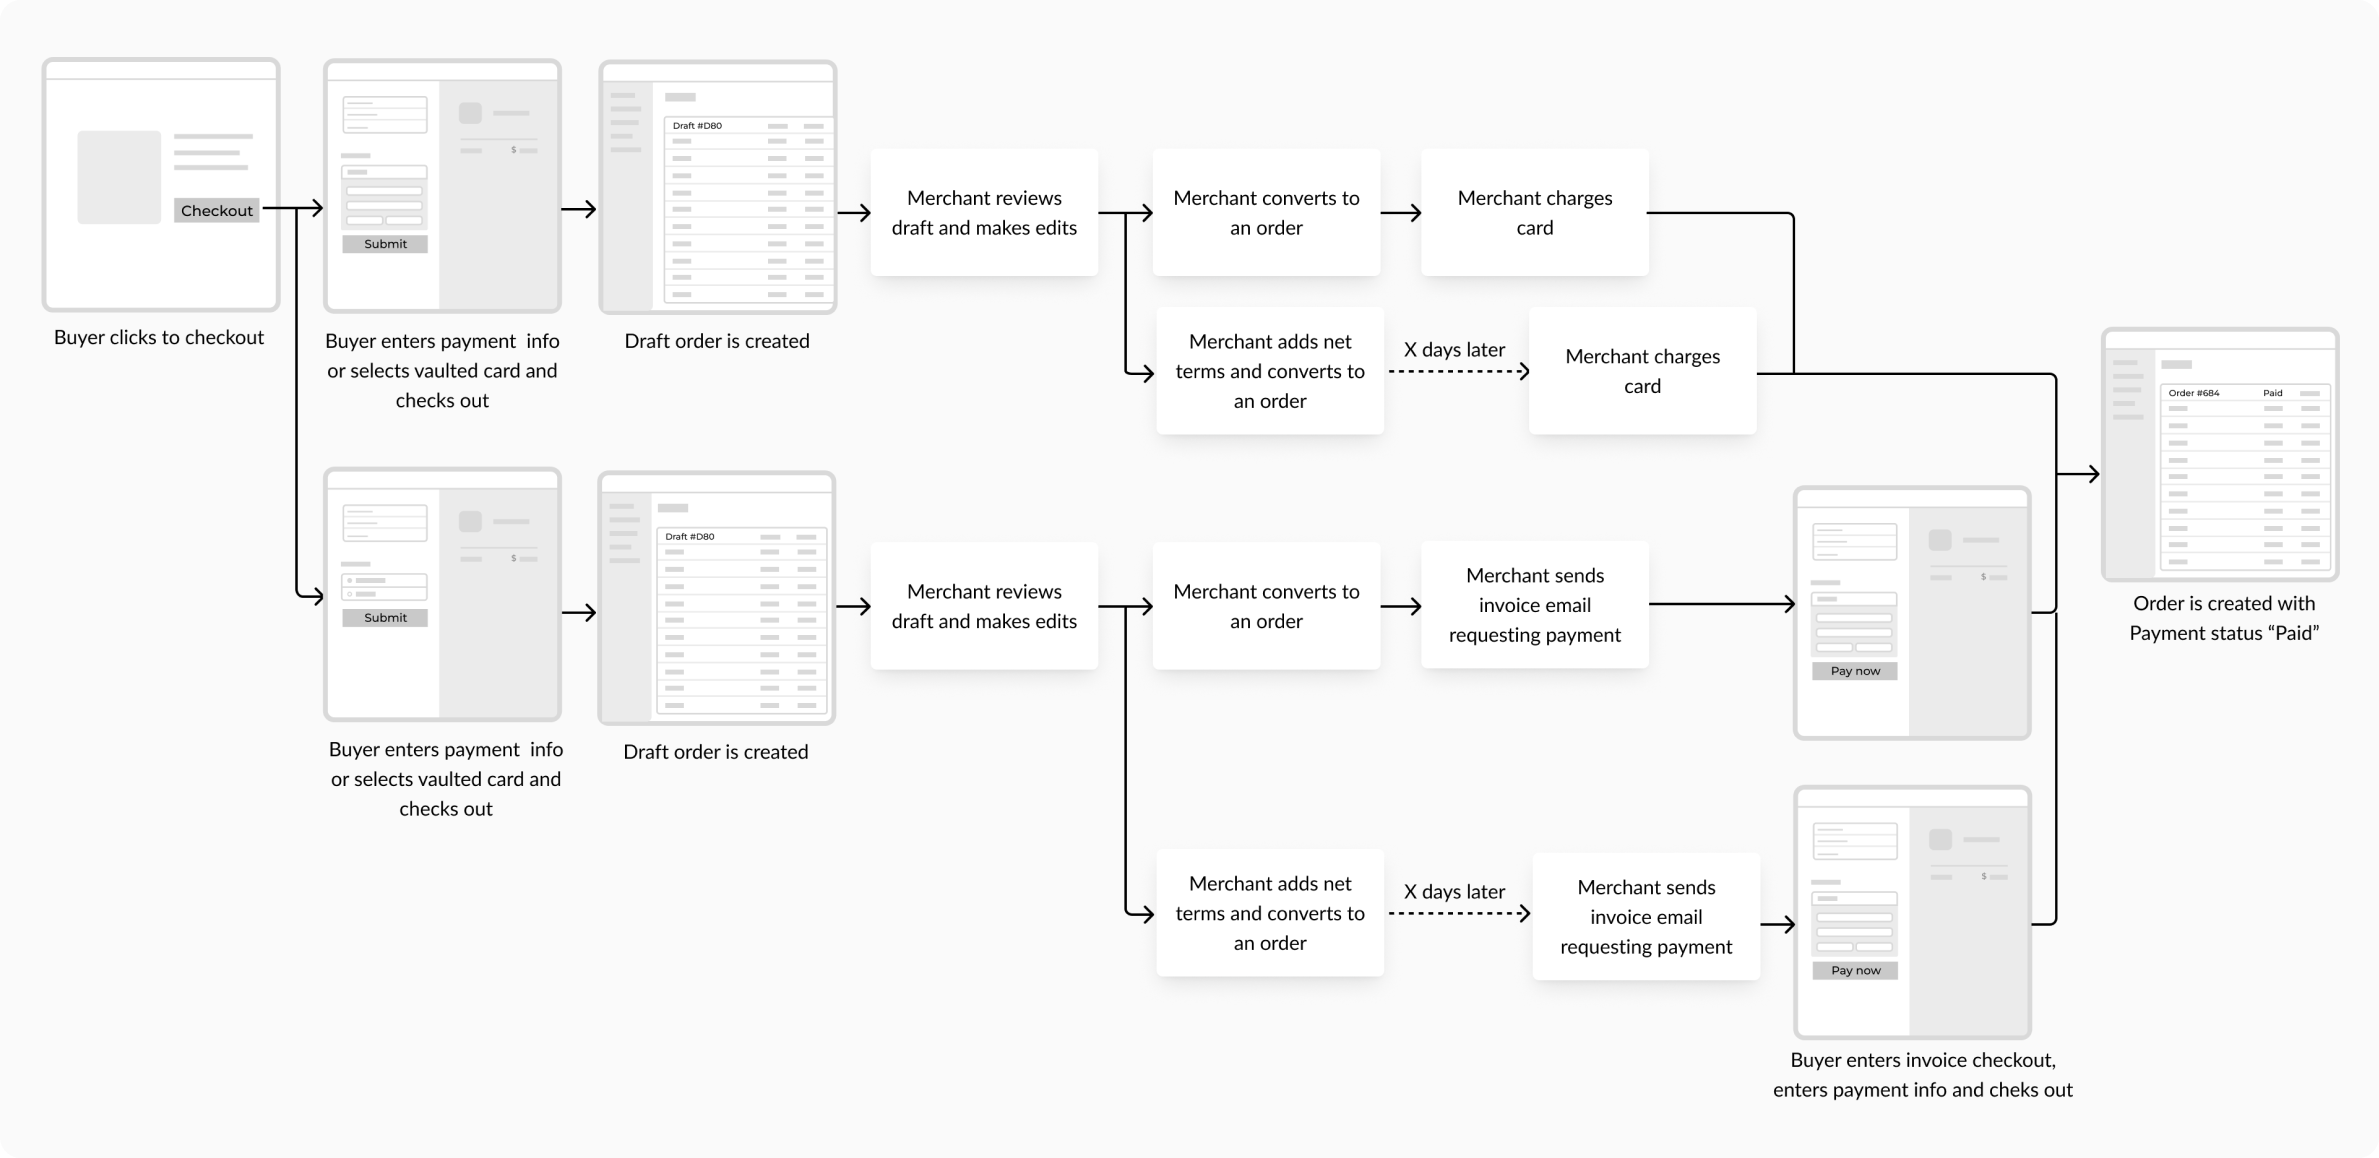 Checkout
Buyer clicks to checkout
$
Submit
Buyer enters payment  info
or selects vaulted card and
checks out
Draft #D80
Draft order is created
Merchant reviews
draft and makes edits
Merchant converts to
an order
Merchant charges
card
Merchant adds net
terms and converts to
an order
X days later
Merchant charges
card
$
Submit
Buyer enters payment  info
or selects vaulted card and
checks out
Draft #D80
Draft order is created
Merchant reviews
draft and makes edits
Merchant converts to
an order
Merchant sends
invoice email
requesting payment
$
Pay now
Merchant adds net
terms and converts to
an order
X days later
Merchant sends
invoice email
requesting payment
$
Pay now
Buyer enters invoice checkout,
enters payment info and cheks out
Order #684 Paid
Order is created with
Payment status “Paid”